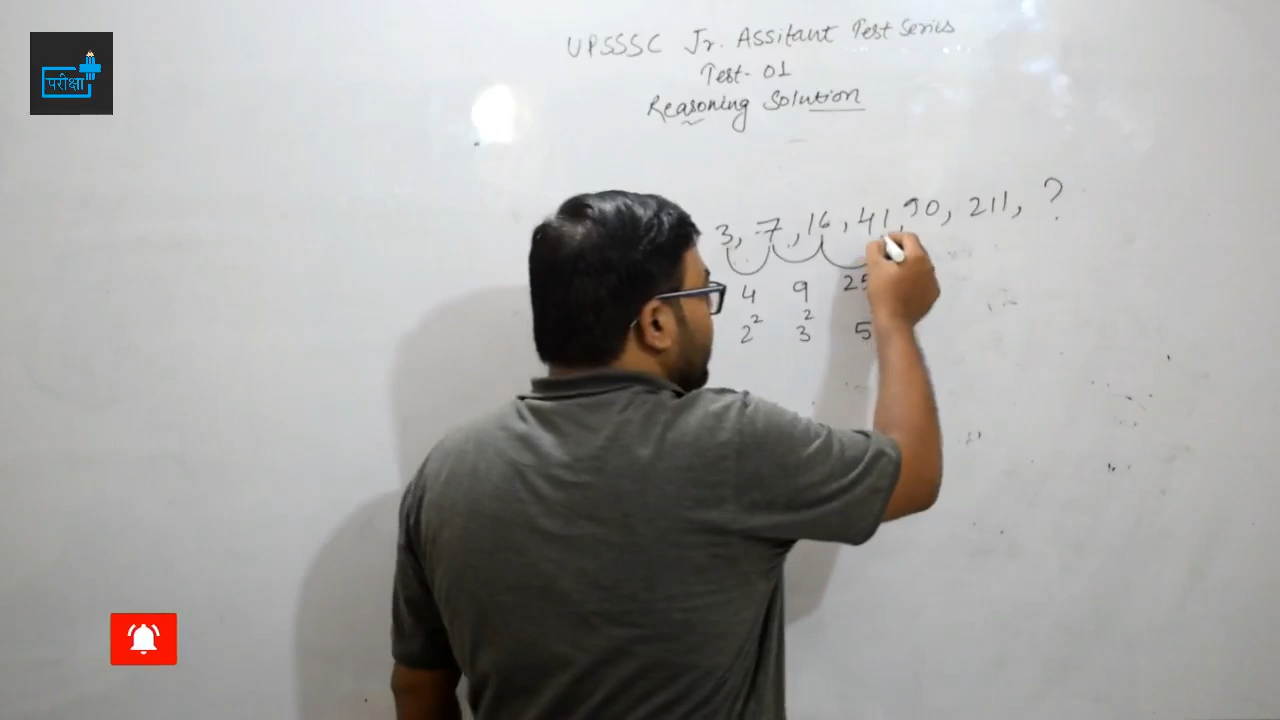 परीक्षा
UPSSSC Jr. Assitant Test Series
Test-01
Reasoning Solution
3, 7, 16, 41, 90, 211, ?
4 9 25
2² 3² 5